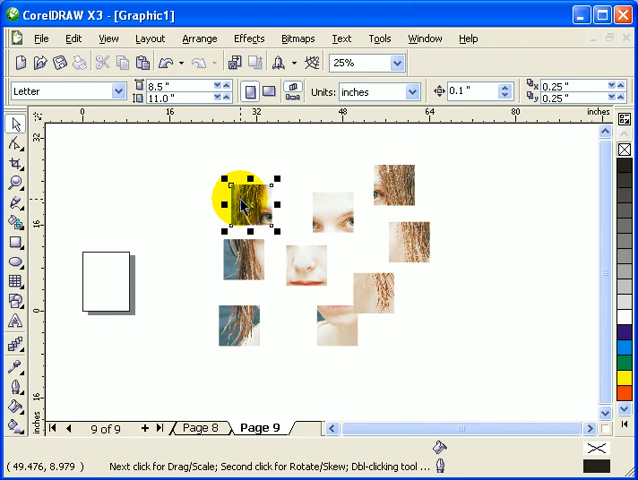 CorelDRAW X3 - [Graphic1]
File Edit View Layout Arrange Effects Bitmaps Text Tools Window Help
25%
Letter 8.5 " 11.0 " Units: inches 0.1 " 0.25 " 0.25 "
0 16 32 48 64 80 inches
32
16
0
16
inches
9 of 9 Page 8 Page 9
( 49.476, 8.979 ) Next click for Drag/Scale; Second click for Rotate/Skew; Dbl-clicking tool ...